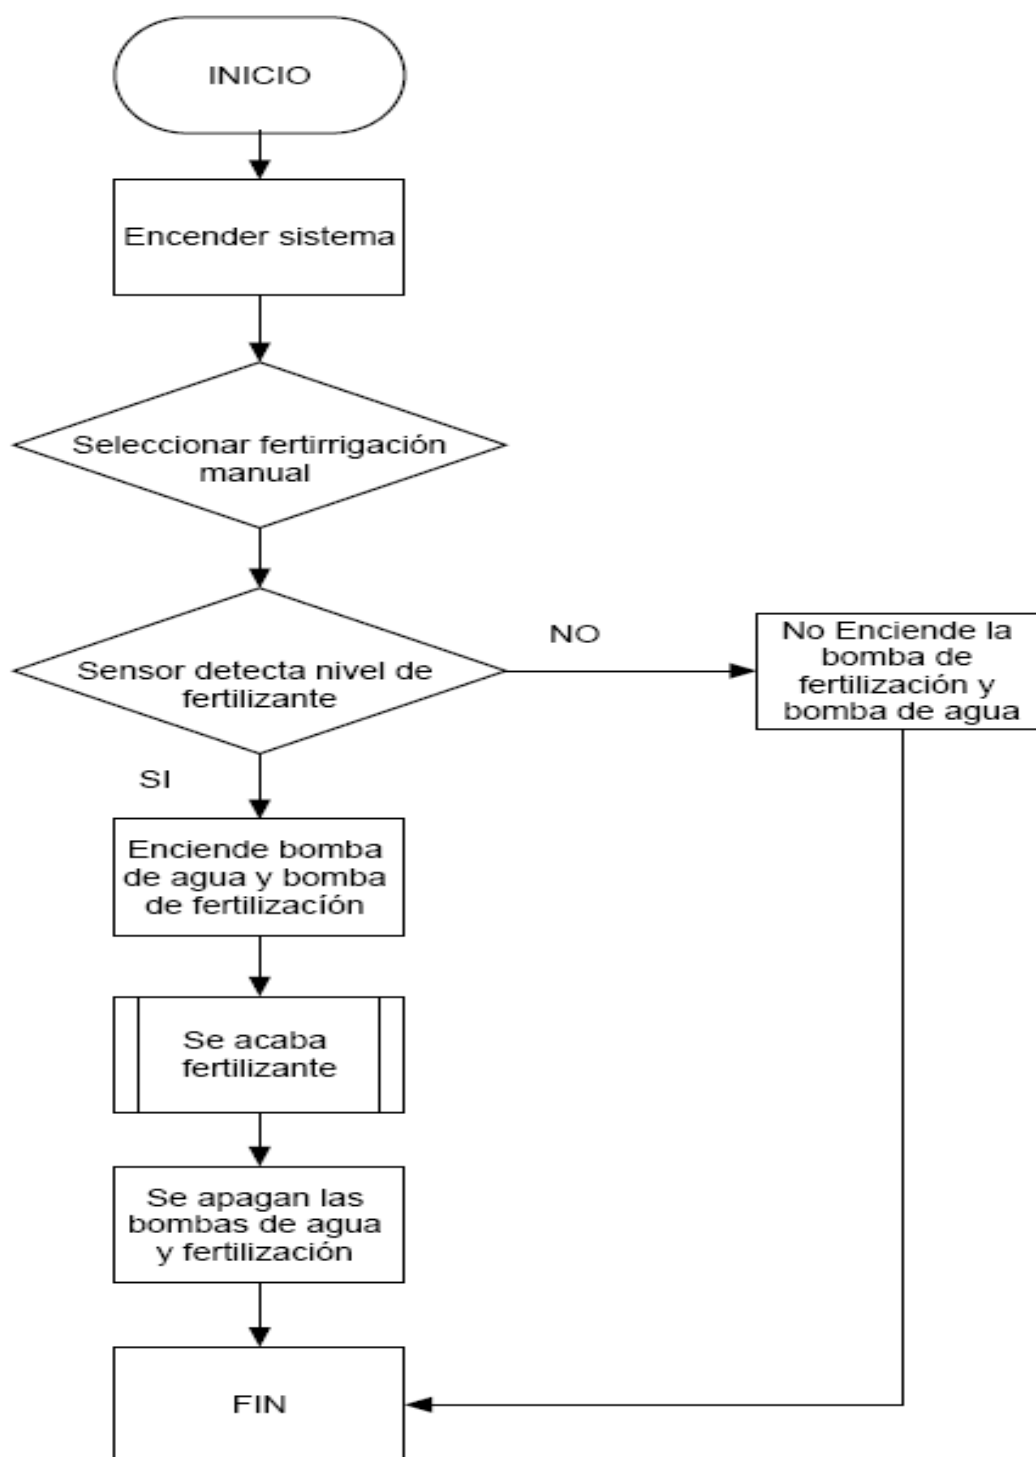 INICIO
Encender sistema
Seleccionar fertirrigación
manual
Sensor detecta nivel de
fertilizante
NO
No Enciende la
bomba de
fertilización y
bomba de agua
SI
Enciende bomba
de agua y bomba
de fertilizacíión
Se acaba
fertilizante
Se apagan las
bombas de agua
y fertilización
FIN